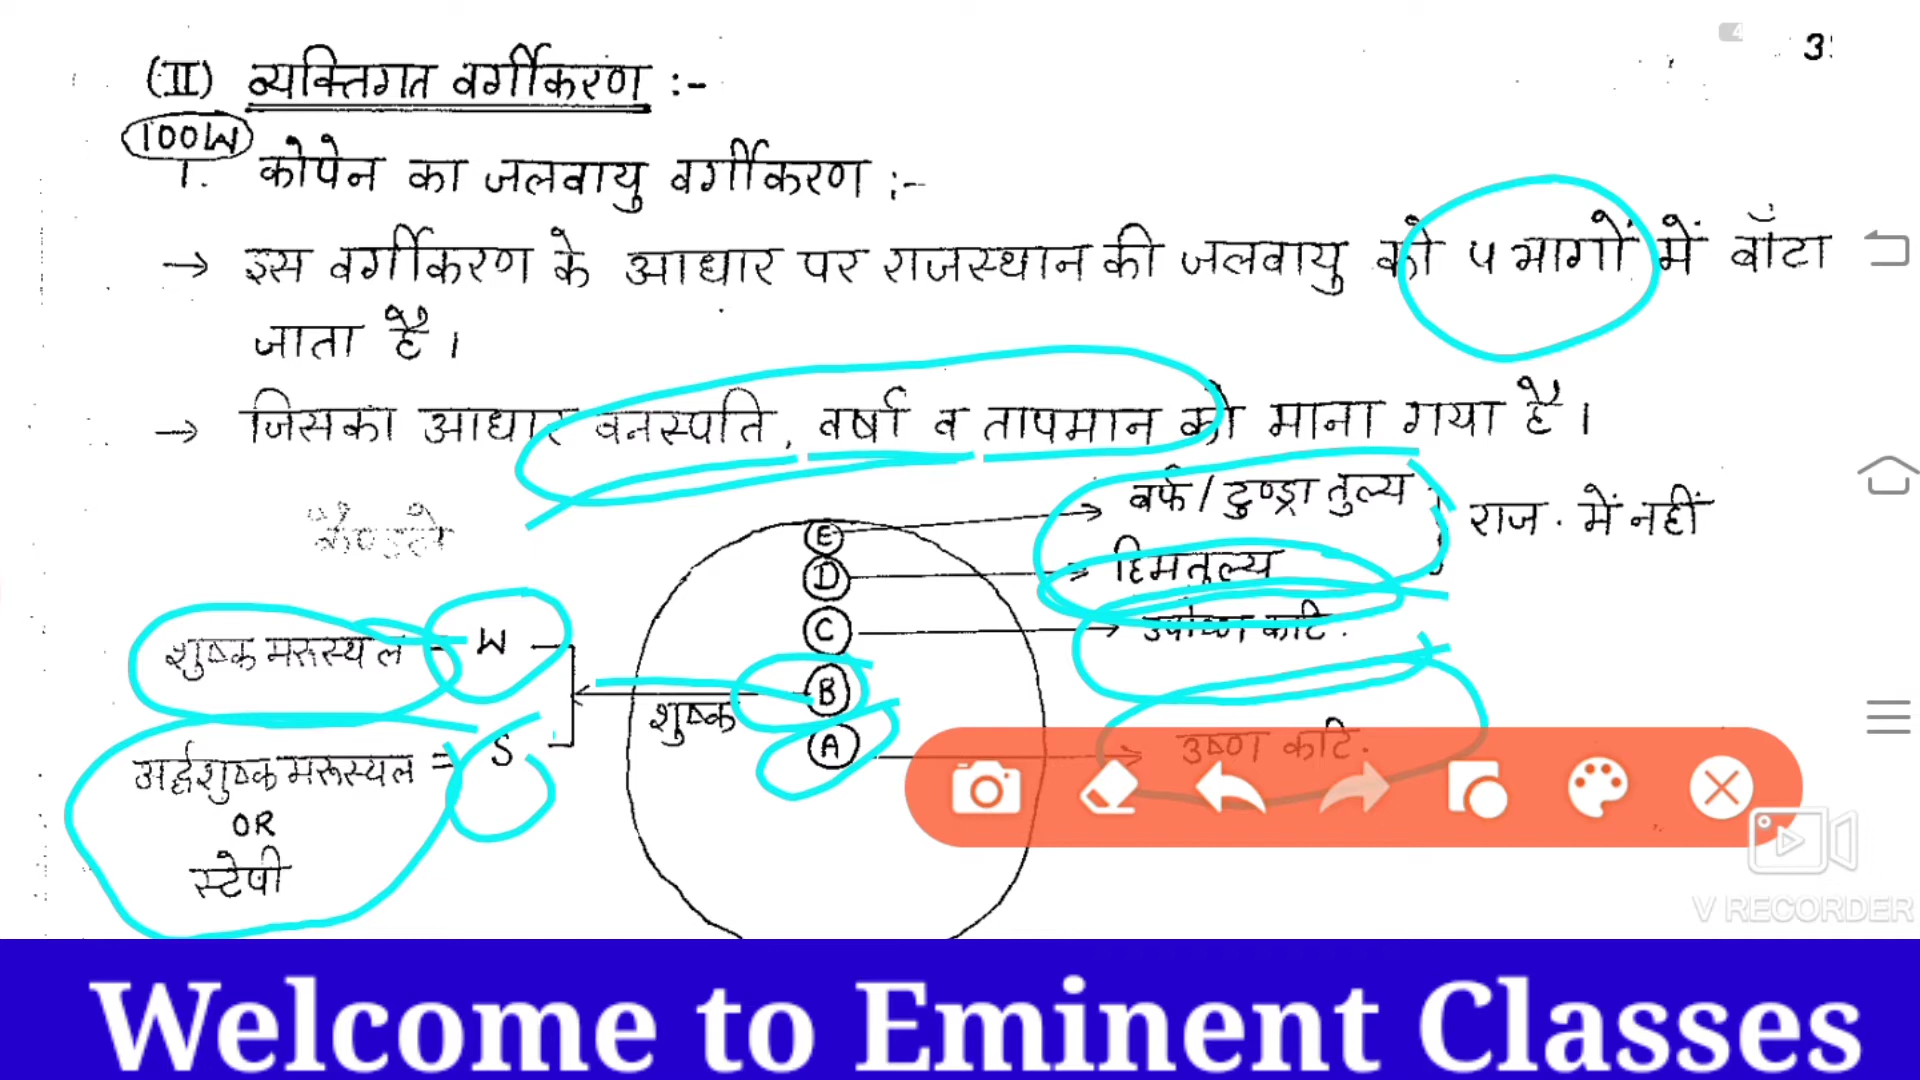 3
(II) व्यक्तिगत वर्गीकरण :-
100W
1. कोपेन का जलवायु वर्गीकरण :-
→ इस वर्गीकरण के आधार पर राजस्थान की जलवायु को 4 भागों में बाँटा
जाता है।
→ जिसका आधार वनस्पति, वर्षा व तापमान को माना गया है।
E → बर्फ / टुण्ड्रा तुल्य
D → हिमतुल्य
राज. में नहीं
C → उपोष्ण कटि.
शुष्क मरूस्थल - W
B
शुष्क
A → उष्ण कटि.
अर्द्धशुष्क मरूस्थल = S
OR
स्टेपी
V RECORDER
Welcome to Eminent Classes